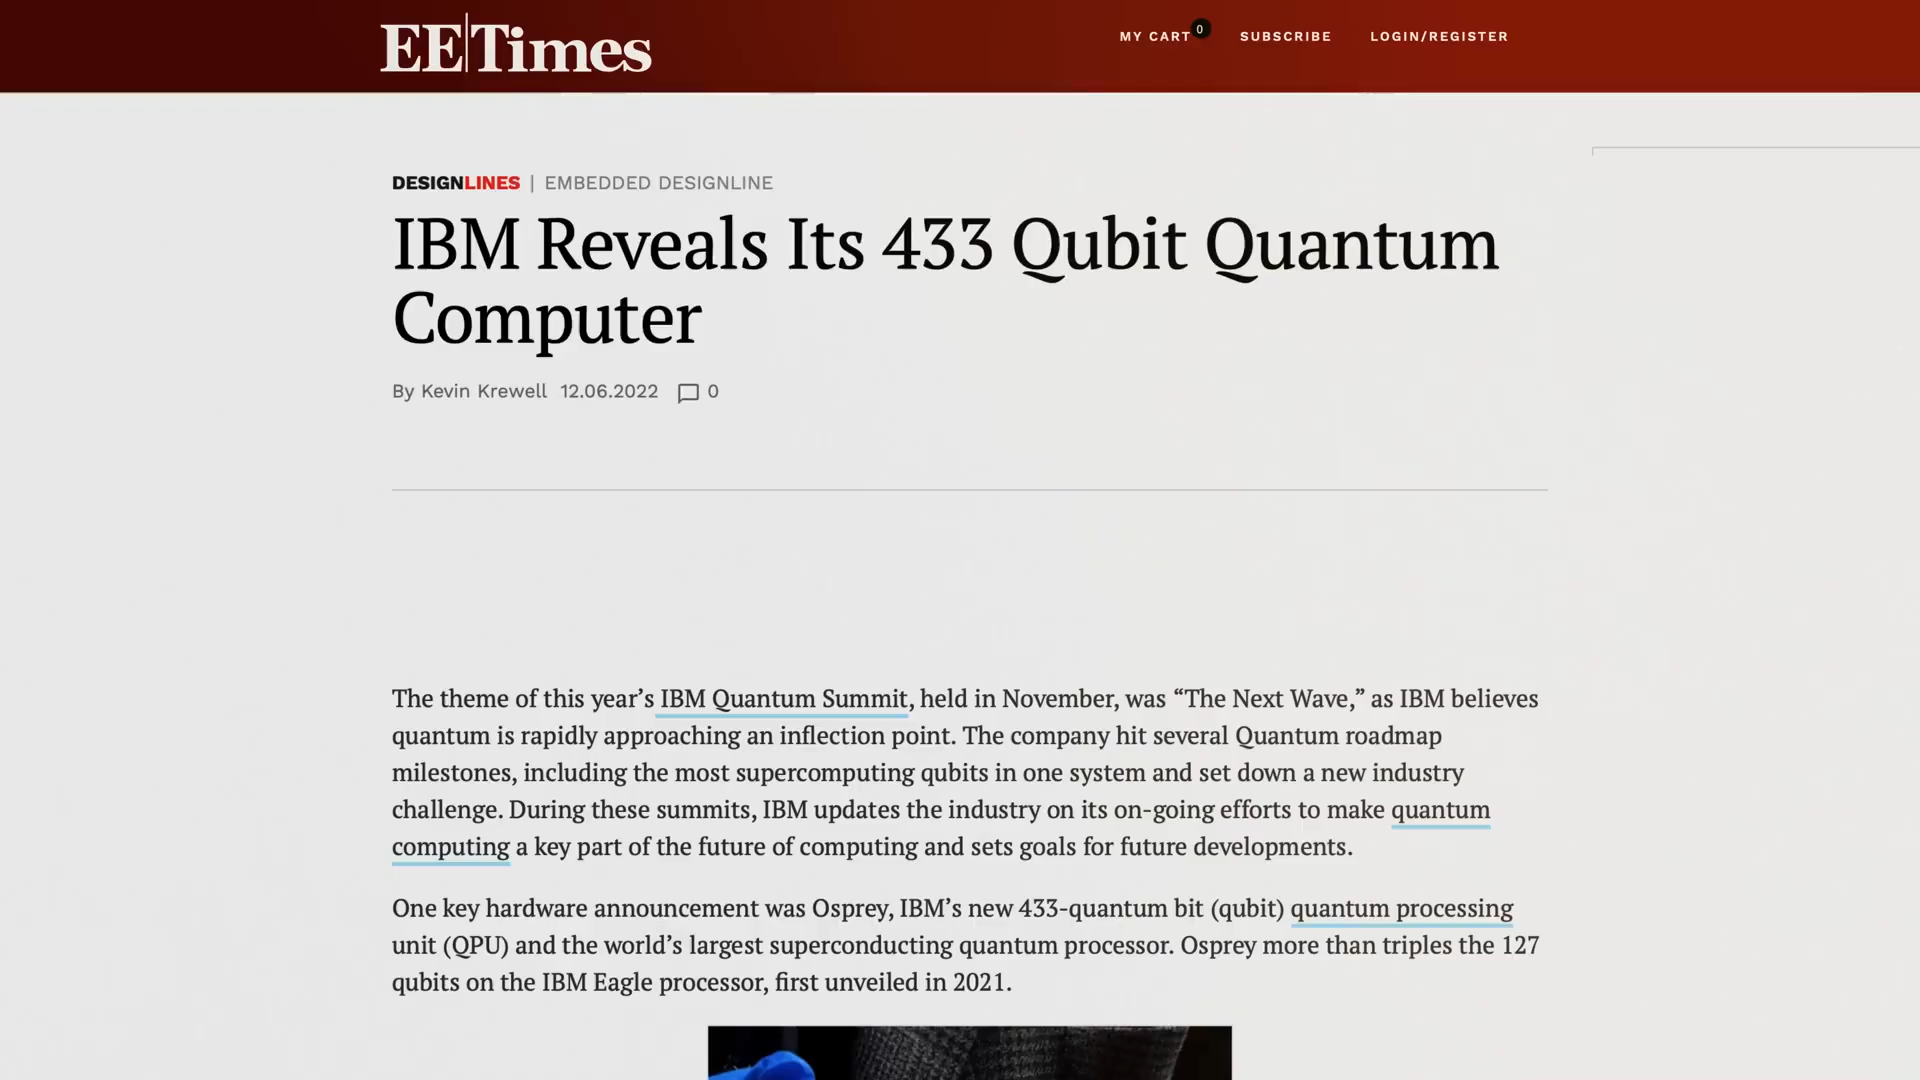 EE|Times
MY CART 0 SUBSCRIBE LOGIN/REGISTER
DESIGNLINES | EMBEDDED DESIGNLINE
IBM Reveals Its 433 Qubit Quantum
Computer
By Kevin Krewell 12.06.2022 0
The theme of this year’s IBM Quantum Summit, held in November, was “The Next Wave,” as IBM believes
quantum is rapidly approaching an inflection point. The company hit several Quantum roadmap
milestones, including the most supercomputing qubits in one system and set down a new industry
challenge. During these summits, IBM updates the industry on its on-going efforts to make quantum
computing a key part of the future of computing and sets goals for future developments.
One key hardware announcement was Osprey, IBM’s new 433-quantum bit (qubit) quantum processing
unit (QPU) and the world’s largest superconducting quantum processor. Osprey more than triples the 127
qubits on the IBM Eagle processor, first unveiled in 2021.